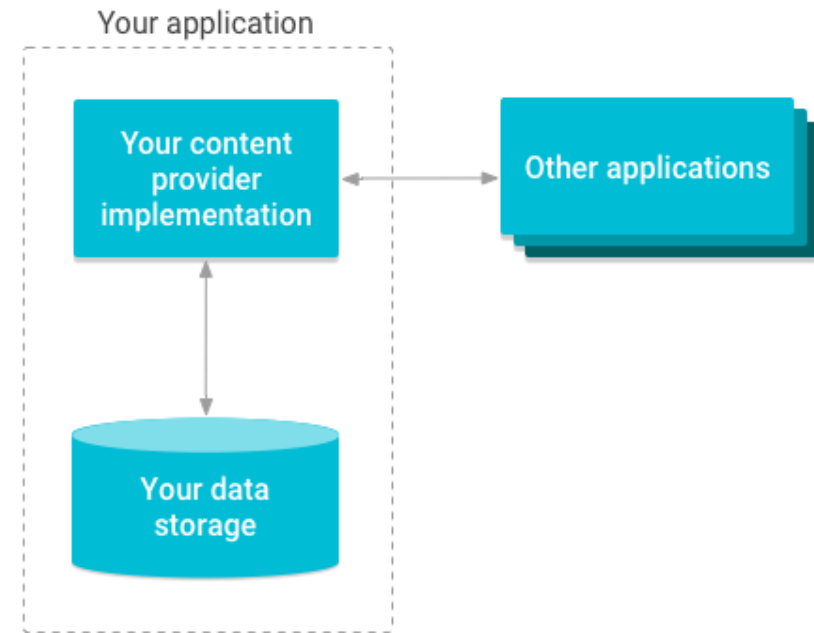 Your application
Your content
provider
implementation
Other applications
Your data
storage